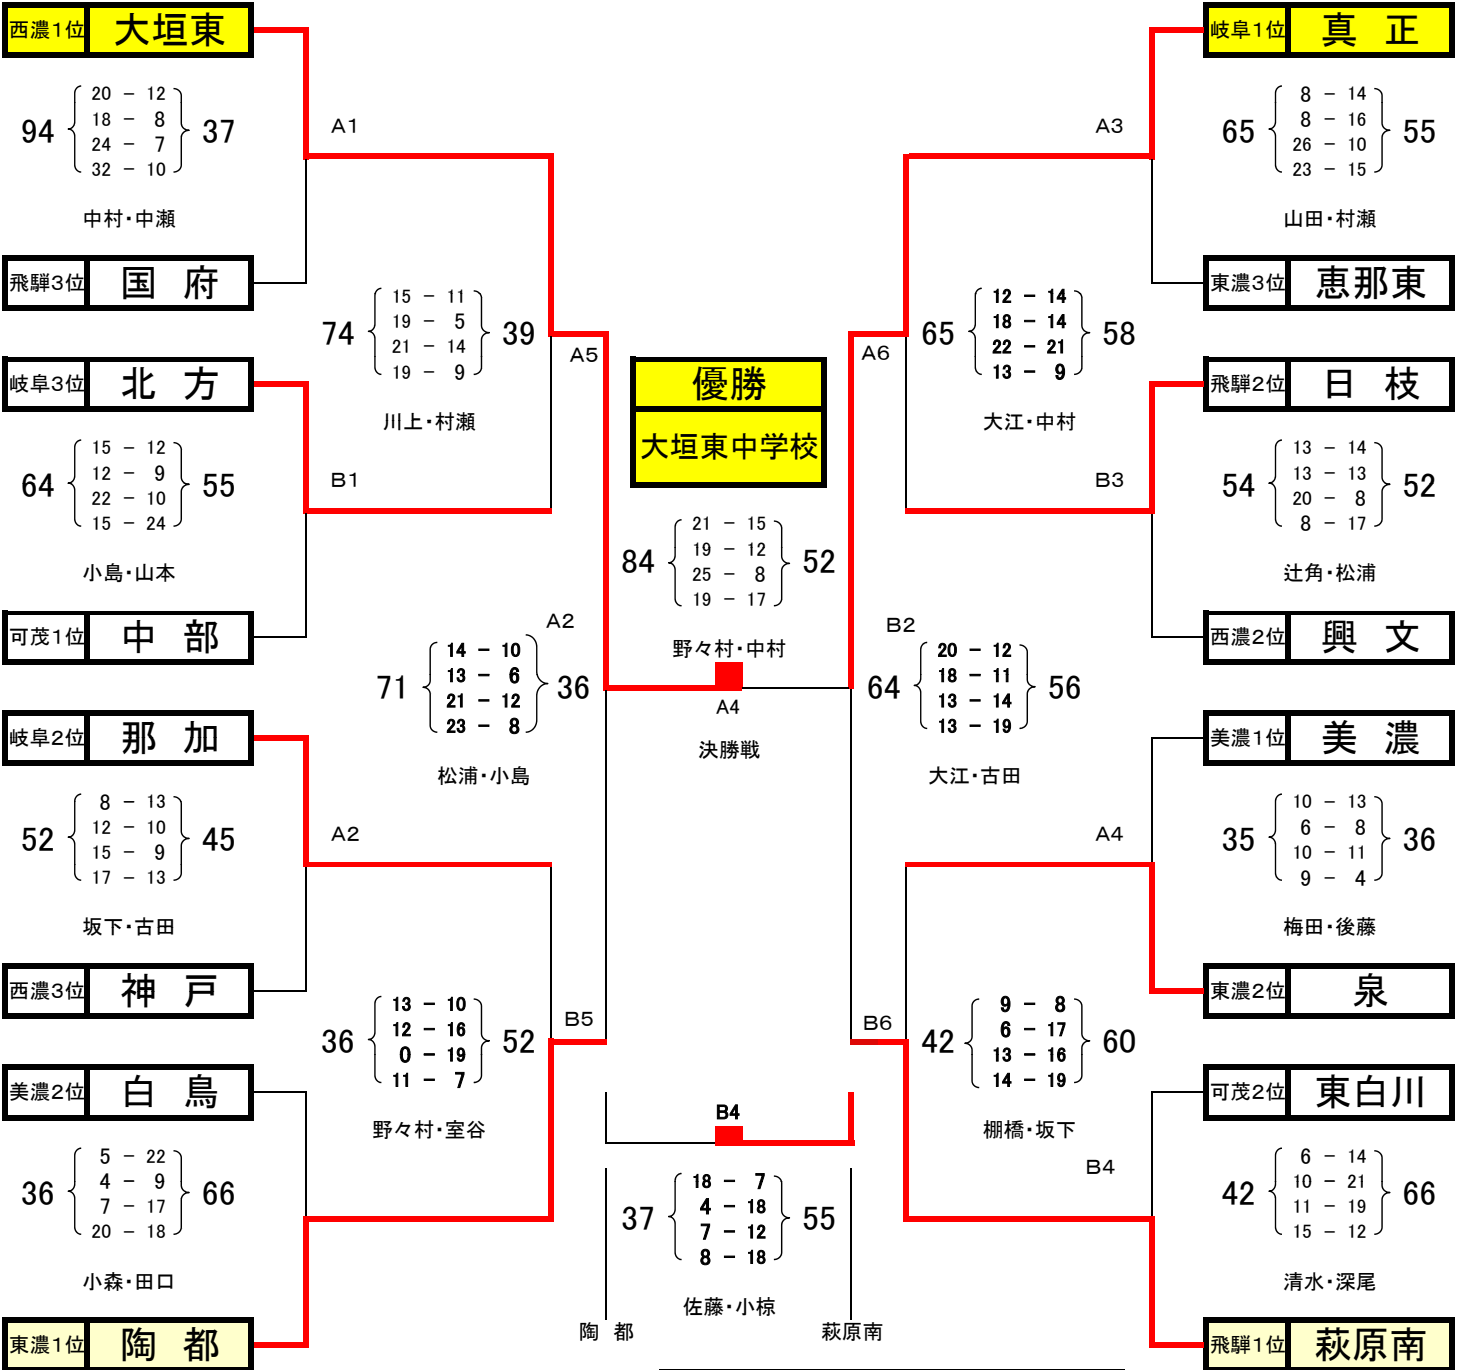 西濃1位 大垣東
94 20 - 12 37
18 - 8
24 - 7
32 - 10
中村・中瀬
A1
飛騨3位 国 府
74 15 - 11 39
19 - 5
21 - 14
19 - 9
川上・村瀬
A5
岐阜3位 北 方
64 15 - 12 55
12 - 9
22 - 10
15 - 24
小島・山本
B1
可茂1位 中 部
71 14 - 10 36
13 - 6
21 - 12
23 - 8
松浦・小島
A2
岐阜2位 那 加
52 8 - 13 45
12 - 10
15 - 9
17 - 13
坂下・古田
A2
西濃3位 神 戸
36 13 - 10 52
12 - 16
0 - 19
11 - 7
野々村・室谷
B5
美濃2位 白 鳥
36 5 - 22 66
4 - 9
7 - 17
20 - 18
小森・田口
東濃1位 陶 都
優勝
大垣東中学校
84 21 - 15 52
19 - 12
25 - 8
19 - 17
野々村・中村
A4
決勝戦
B4
37 18 - 7 55
4 - 18
7 - 12
8 - 18
佐藤・小椋
陶 都
萩原南
岐阜1位 真 正
65 8 - 14 55
8 - 16
26 - 10
23 - 15
山田・村瀬
A3
東濃3位 恵那東
65 12 - 14 58
18 - 14
22 - 21
13 - 9
大江・中村
A6
飛騨2位 日 枝
54 13 - 14 52
13 - 13
20 - 8
8 - 17
辻角・松浦
B3
西濃2位 興 文
B2
64 20 - 12 56
18 - 11
13 - 14
13 - 19
大江・古田
美濃1位 美 濃
35 10 - 13 36
6 - 8
10 - 11
9 - 4
梅田・後藤
A4
東濃2位 泉
42 9 - 8 60
6 - 17
13 - 16
14 - 19
棚橋・坂下
B6
可茂2位 東白川
42 6 - 14 66
10 - 21
11 - 19
15 - 12
清水・深尾
B4
飛騨1位 萩原南